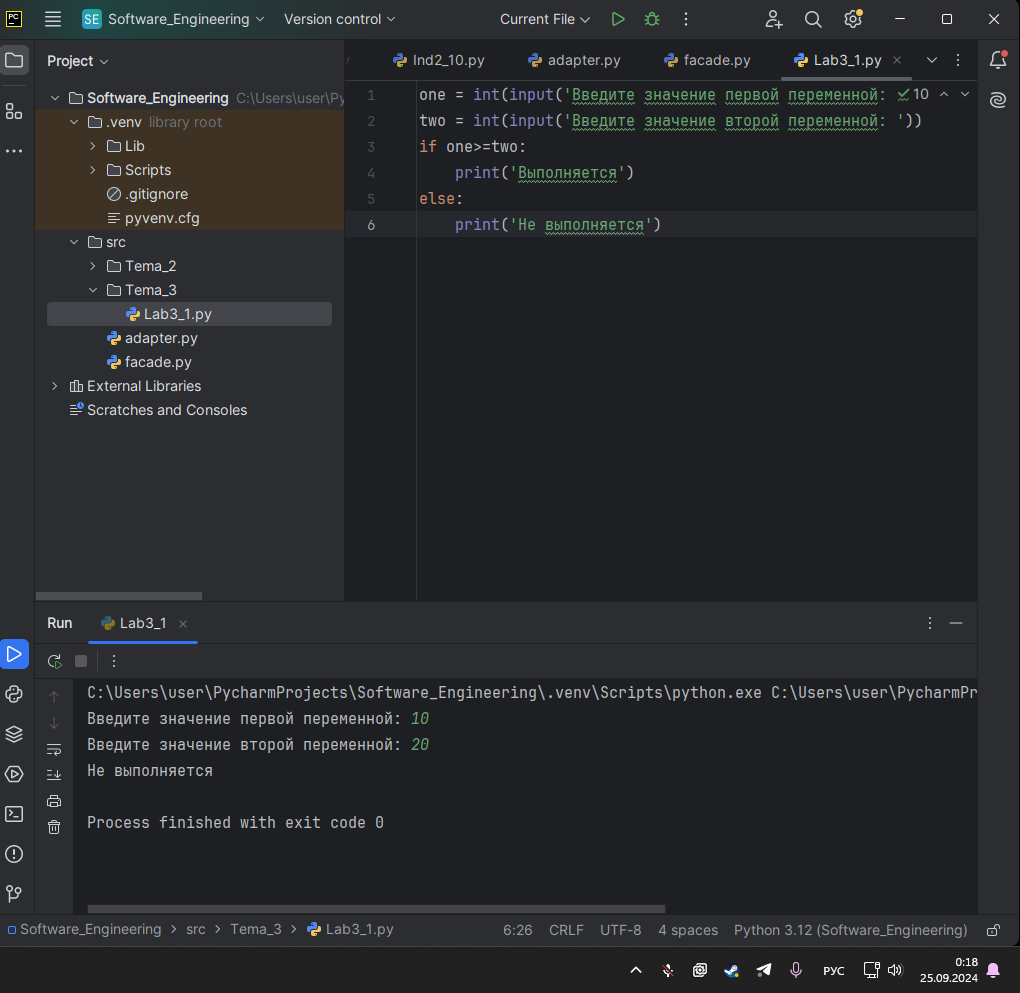 PC
SE Software_Engineering Version control Current File
Project
Ind2_10.py adapter.py facade.py Lab3_1.py
Software_Engineering C:\Users\user\Py
.venv library root
Lib
Scripts
.gitignore
pyvenv.cfg
src
Tema_2
Tema_3
Lab3_1.py
adapter.py
facade.py
External Libraries
Scratches and Consoles
1 one = int(input('Введите значение первой переменной: 10
2 two = int(input('Введите значение второй переменной: '))
3 if one>=two:
4 print('Выполняется')
5 else:
6 print('Не выполняется')
Run Lab3_1
C:\Users\user\PycharmProjects\Software_Engineering\.venv\Scripts\python.exe C:\Users\user\PycharmPr
Введите значение первой переменной: 10
Введите значение второй переменной: 20
Не выполняется
Process finished with exit code 0
Software_Engineering > src > Tema_3 > Lab3_1.py 6:26 CRLF UTF-8 4 spaces Python 3.12 (Software_Engineering)
РУС 0:18
25.09.2024